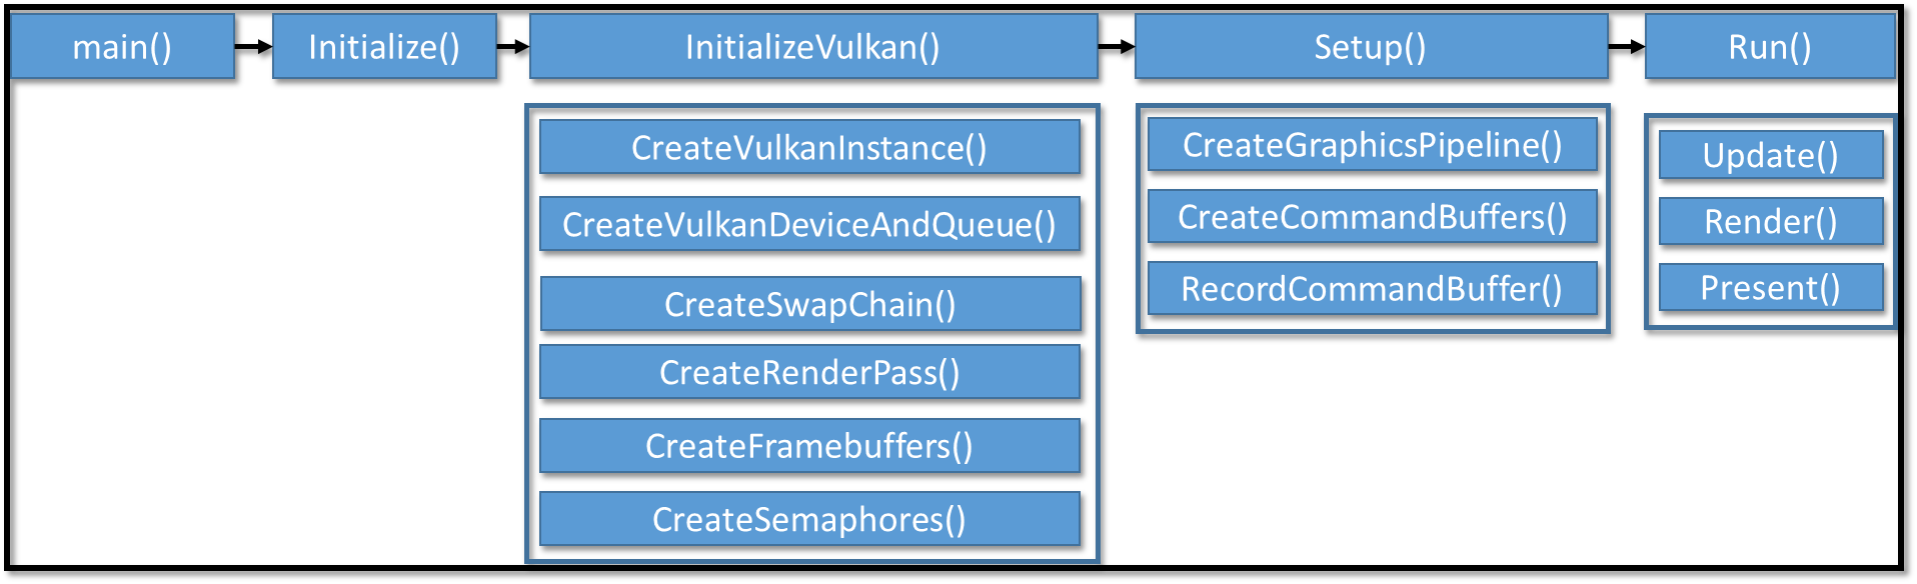 main()
Initialize()
InitializeVulkan()
Setup()
Run()
CreateVulkanInstance()
CreateVulkanDeviceAndQueue()
CreateSwapChain()
CreateRenderPass()
CreateFramebuffers()
CreateSemaphores()
CreateGraphicsPipeline()
CreateCommandBuffers()
RecordCommandBuffer()
Update()
Render()
Present()